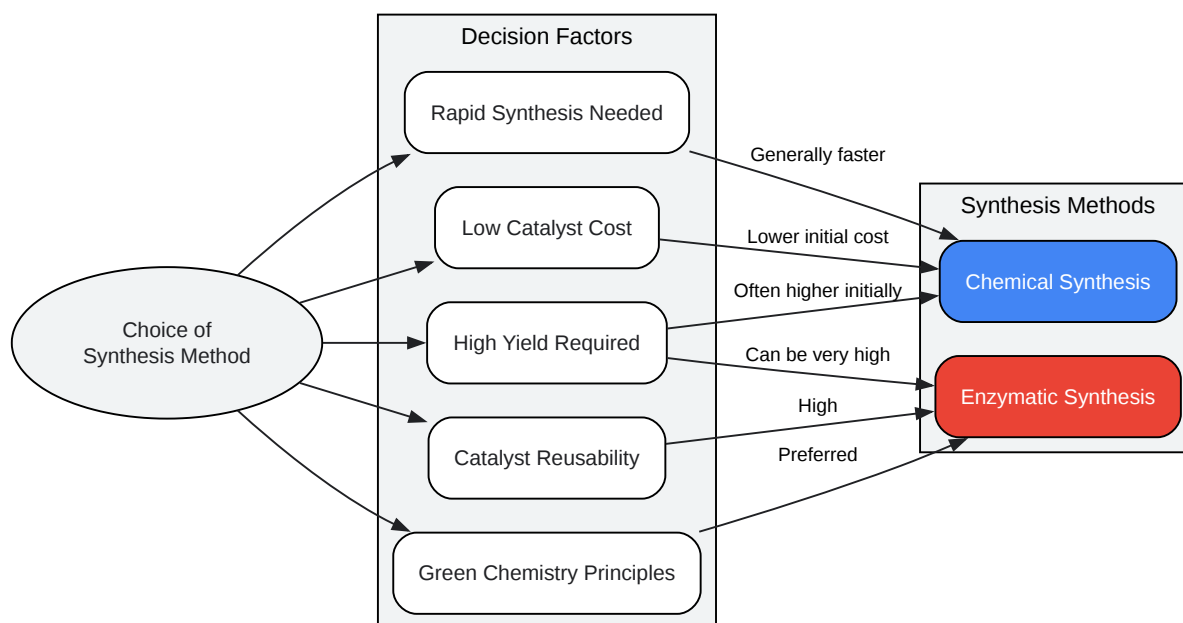 Decision Factors
Rapid Synthesis Needed
Generally faster
Synthesis Methods
Low Catalyst Cost
Lower initial cost
Chemical Synthesis
Often higher initially
Choice of
Synthesis Method
High Yield Required
Can be very high
Enzymatic Synthesis
High
Catalyst Reusability
Preferred
Green Chemistry Principles